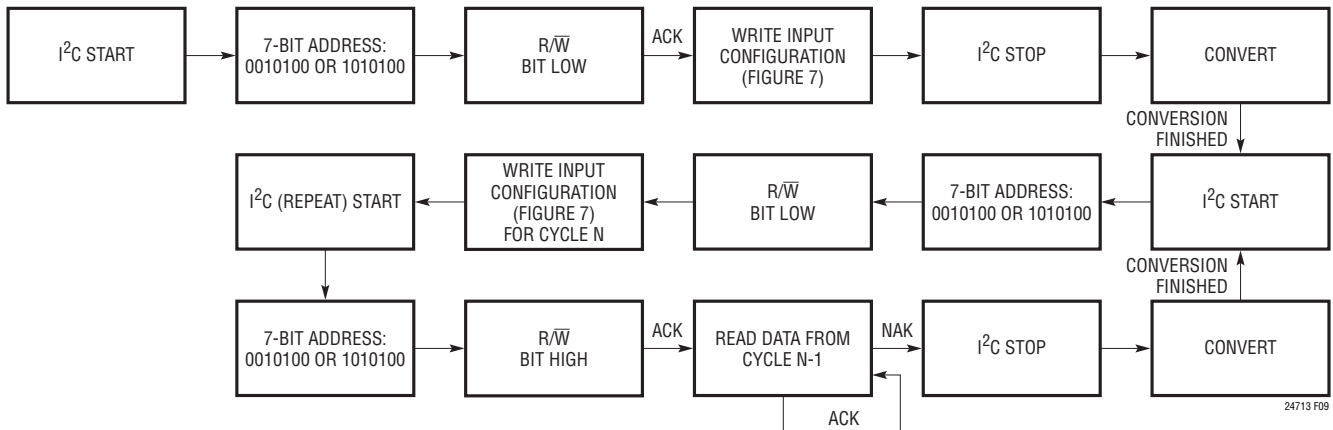 I²C START
7-BIT ADDRESS:
0010100 OR 1010100
R/W̅
BIT LOW
ACK
WRITE INPUT
CONFIGURATION
(FIGURE 7)
I²C STOP
CONVERT
CONVERSION
FINISHED
I²C (REPEAT) START
WRITE INPUT
CONFIGURATION
(FIGURE 7)
FOR CYCLE N
R/W̅
BIT LOW
7-BIT ADDRESS:
0010100 OR 1010100
I²C START
CONVERSION
FINISHED
7-BIT ADDRESS:
0010100 OR 1010100
R/W̅
BIT HIGH
ACK
READ DATA FROM
CYCLE N-1
NAK
I²C STOP
CONVERT
ACK
24713 F09